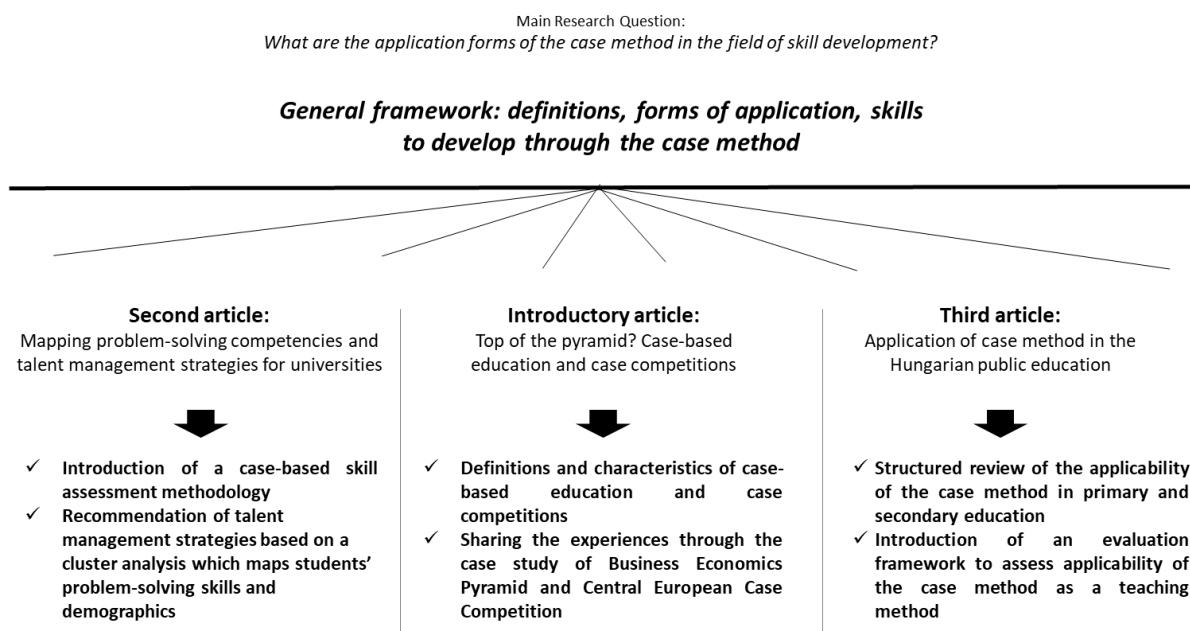 Main Research Question:
What are the application forms of the case method in the field of skill development?
General framework: definitions, forms of application, skills
to develop through the case method
Second article:
Mapping problem-solving competencies and
talent management strategies for universities
✓ Introduction of a case-based skill
assessment methodology
✓ Recommendation of talent
management strategies based on a
cluster analysis which maps students’
problem-solving skills and
demographics
Introductory article:
Top of the pyramid? Case-based
education and case competitions
✓ Definitions and characteristics of case-
based education and case
competitions
✓ Sharing the experiences through the
case study of Business Economics
Pyramid and Central European Case
Competition
Third article:
Application of case method in the
Hungarian public education
✓ Structured review of the applicability
of the case method in primary and
secondary education
✓ Introduction of an evaluation
framework to assess applicability of
the case method as a teaching
method